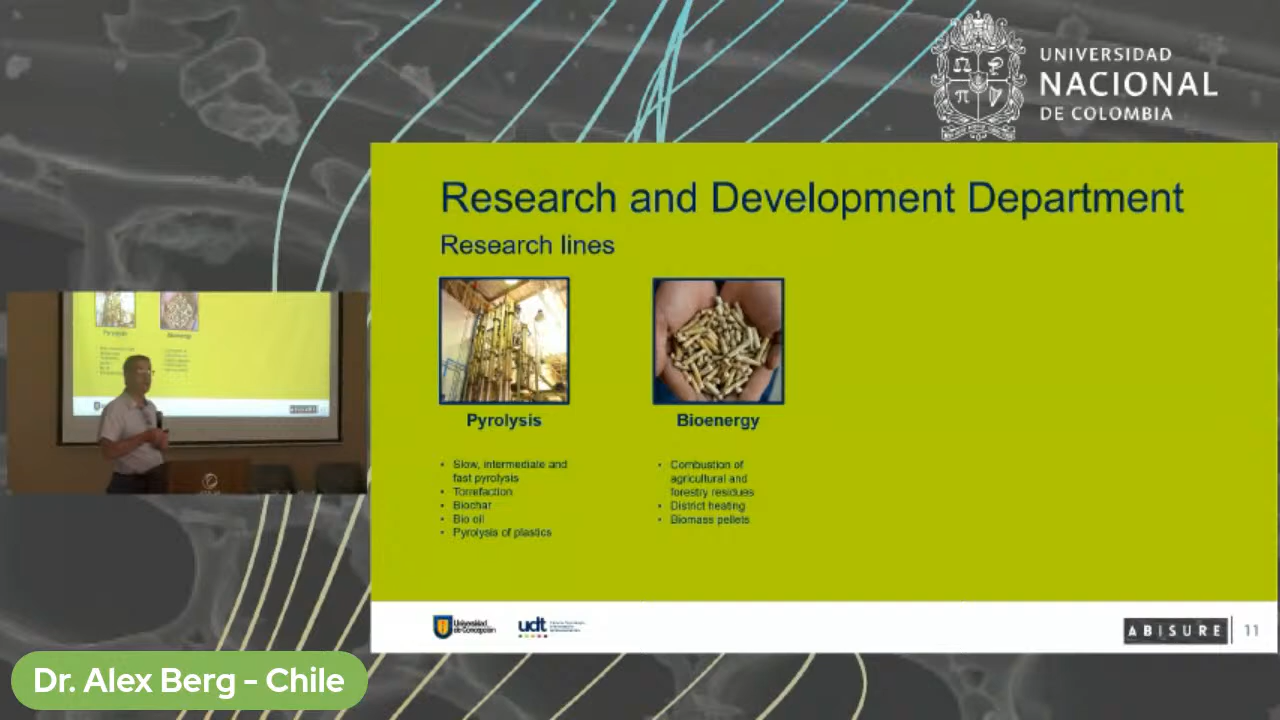 UNIVERSIDAD
NACIONAL
DE COLOMBIA
Research and Development Department
Research lines
Pyrolysis
Bioenergy
• Slow, intermediate and
fast pyrolysis
• Torrefaction
• Biochar
• Bio oil
• Pyrolysis of plastics
• Combustion of
agricultural and
forestry residues
• District heating
• Biomass pellets
Universidad
de Concepción
udt
ABISURE
11
Dr. Alex Berg - Chile
Pyrolysis
Bioenergy